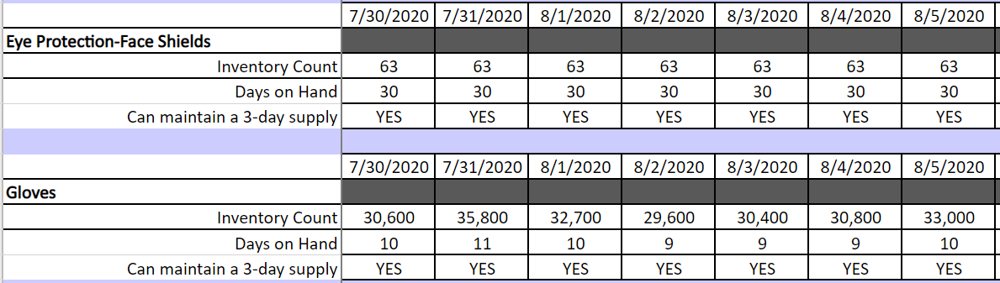 7/30/2020 7/31/2020 8/1/2020 8/2/2020 8/3/2020 8/4/2020 8/5/2020
Eye Protection-Face Shields
Inventory Count 63 63 63 63 63 63 63
Days on Hand 30 30 30 30 30 30 30
Can maintain a 3-day supply YES YES YES YES YES YES YES
7/30/2020 7/31/2020 8/1/2020 8/2/2020 8/3/2020 8/4/2020 8/5/2020
Gloves
Inventory Count 30,600 35,800 32,700 29,600 30,400 30,800 33,000
Days on Hand 10 11 10 9 9 9 10
Can maintain a 3-day supply YES YES YES YES YES YES YES